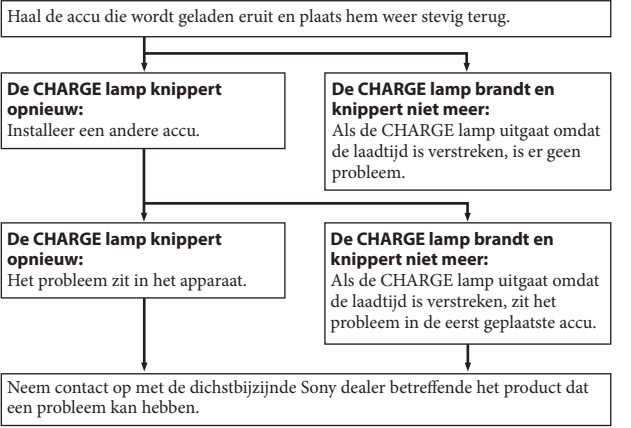 Haal de accu die wordt geladen eruit en plaats hem weer stevig terug.
De CHARGE lamp knippert
opnieuw:
Installeer een andere accu.
De CHARGE lamp brandt en
knippert niet meer:
Als de CHARGE lamp uitgaat omdat
de laadtijd is verstreken, is er geen
probleem.
De CHARGE lamp knippert
opnieuw:
Het probleem zit in het apparaat.
De CHARGE lamp brandt en
knippert niet meer:
Als de CHARGE lamp uitgaat omdat
de laadtijd is verstreken, zit het
probleem in de eerst geplaatste accu.
Neem contact op met de dichstbijzijnde Sony dealer betreffende het product dat
een probleem kan hebben.